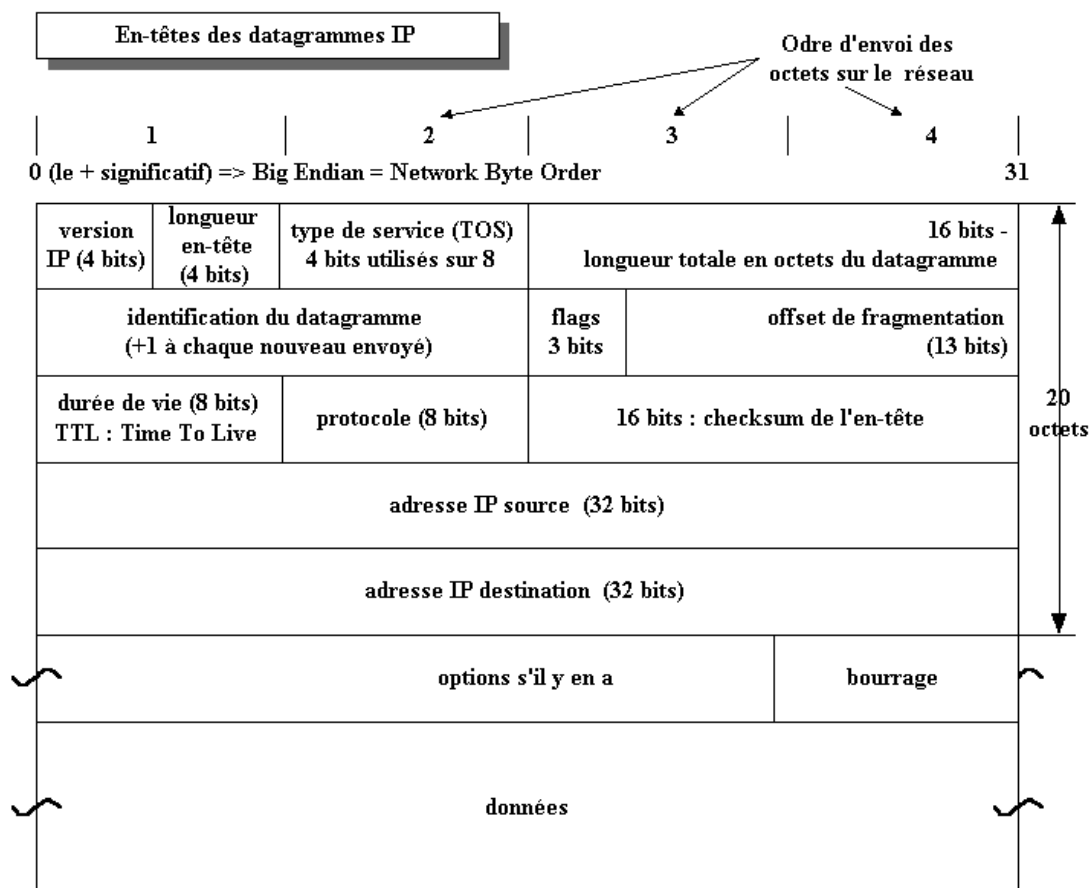 En-têtes des datagrammes IP
Odre d'envoi des
octets sur le réseau
1
2
3
4
0 (le + significatif) => Big Endian = Network Byte Order
31
version
IP (4 bits)
longueur
en-tête
(4 bits)
type de service (TOS)
4 bits utilisés sur 8
16 bits -
longueur totale en octets du datagramme
identification du datagramme
(+1 à chaque nouveau envoyé)
flags
3 bits
offset de fragmentation
(13 bits)
durée de vie (8 bits)
TTL : Time To Live
protocole (8 bits)
16 bits : checksum de l'en-tête
20
octets
adresse IP source (32 bits)
adresse IP destination (32 bits)
options s'il y en a
bourrage
données